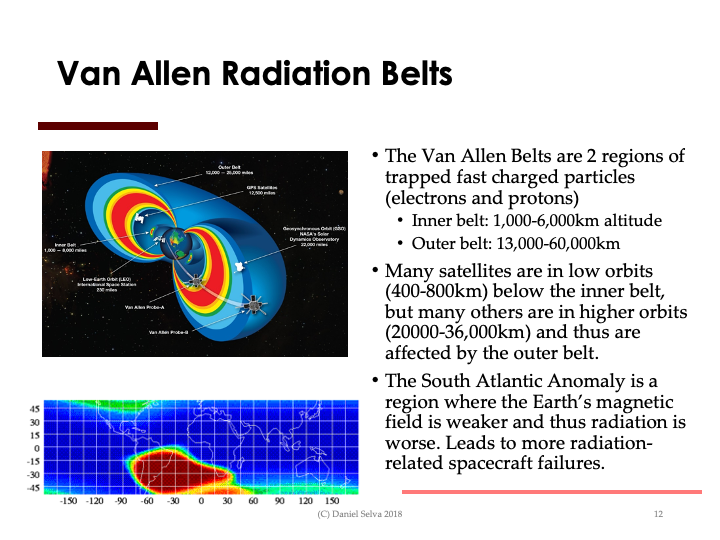 Van Allen Radiation Belts
Outer Belt
12,000 — 25,000 miles
GPS Satellites
12,500 miles
Geosynchronous Orbit (GSO)
NASA's Solar
Dynamics Observatory
22,000 miles
Inner Belt
1,000 — 8,000 miles
Low-Earth Orbit (LEO)
International Space Station
230 miles
Van Allen Probe-A
Van Allen Probe-B
• The Van Allen Belts are 2 regions of
trapped fast charged particles
(electrons and protons)
• Inner belt: 1,000-6,000km altitude
• Outer belt: 13,000-60,000km
• Many satellites are in low orbits
(400-800km) below the inner belt,
but many others are in higher orbits
(20000-36,000km) and thus are
affected by the outer belt.
• The South Atlantic Anomaly is a
region where the Earth’s magnetic
field is weaker and thus radiation is
worse. Leads to more radiation-
related spacecraft failures.
45
30
15
0
-15
-30
-45
-150 -120 -90 -60 -30 0 30 60 90 120 150
(C) Daniel Selva 2018
12